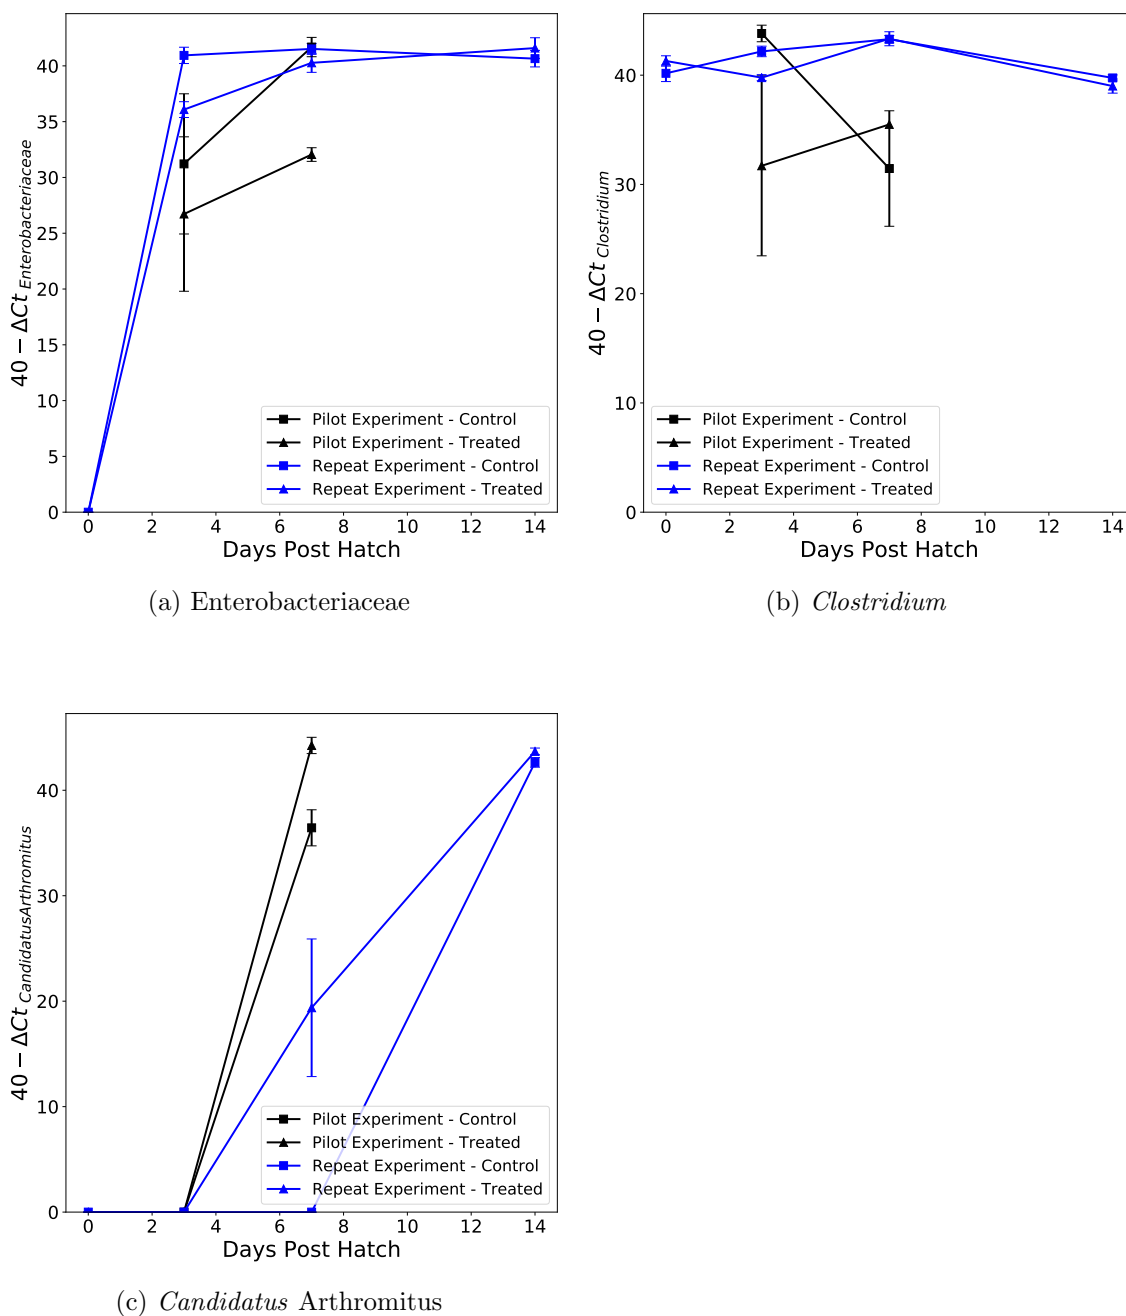 40 − ΔCt Enterobacteriaceae
40
35
30
25
20
15
10
5
0
Pilot Experiment - Control
Pilot Experiment - Treated
Repeat Experiment - Control
Repeat Experiment - Treated
0 2 4 6 8 10 12 14
Days Post Hatch
(a) Enterobacteriaceae
40 − ΔCt Clostridium
40
30
20
10
0
Pilot Experiment - Control
Pilot Experiment - Treated
Repeat Experiment - Control
Repeat Experiment - Treated
0 2 4 6 8 10 12 14
Days Post Hatch
(b) Clostridium
40 − ΔCt CandidatusArthromitus
40
30
20
10
0
Pilot Experiment - Control
Pilot Experiment - Treated
Repeat Experiment - Control
Repeat Experiment - Treated
0 2 4 6 8 10 12 14
Days Post Hatch
(c) Candidatus Arthromitus